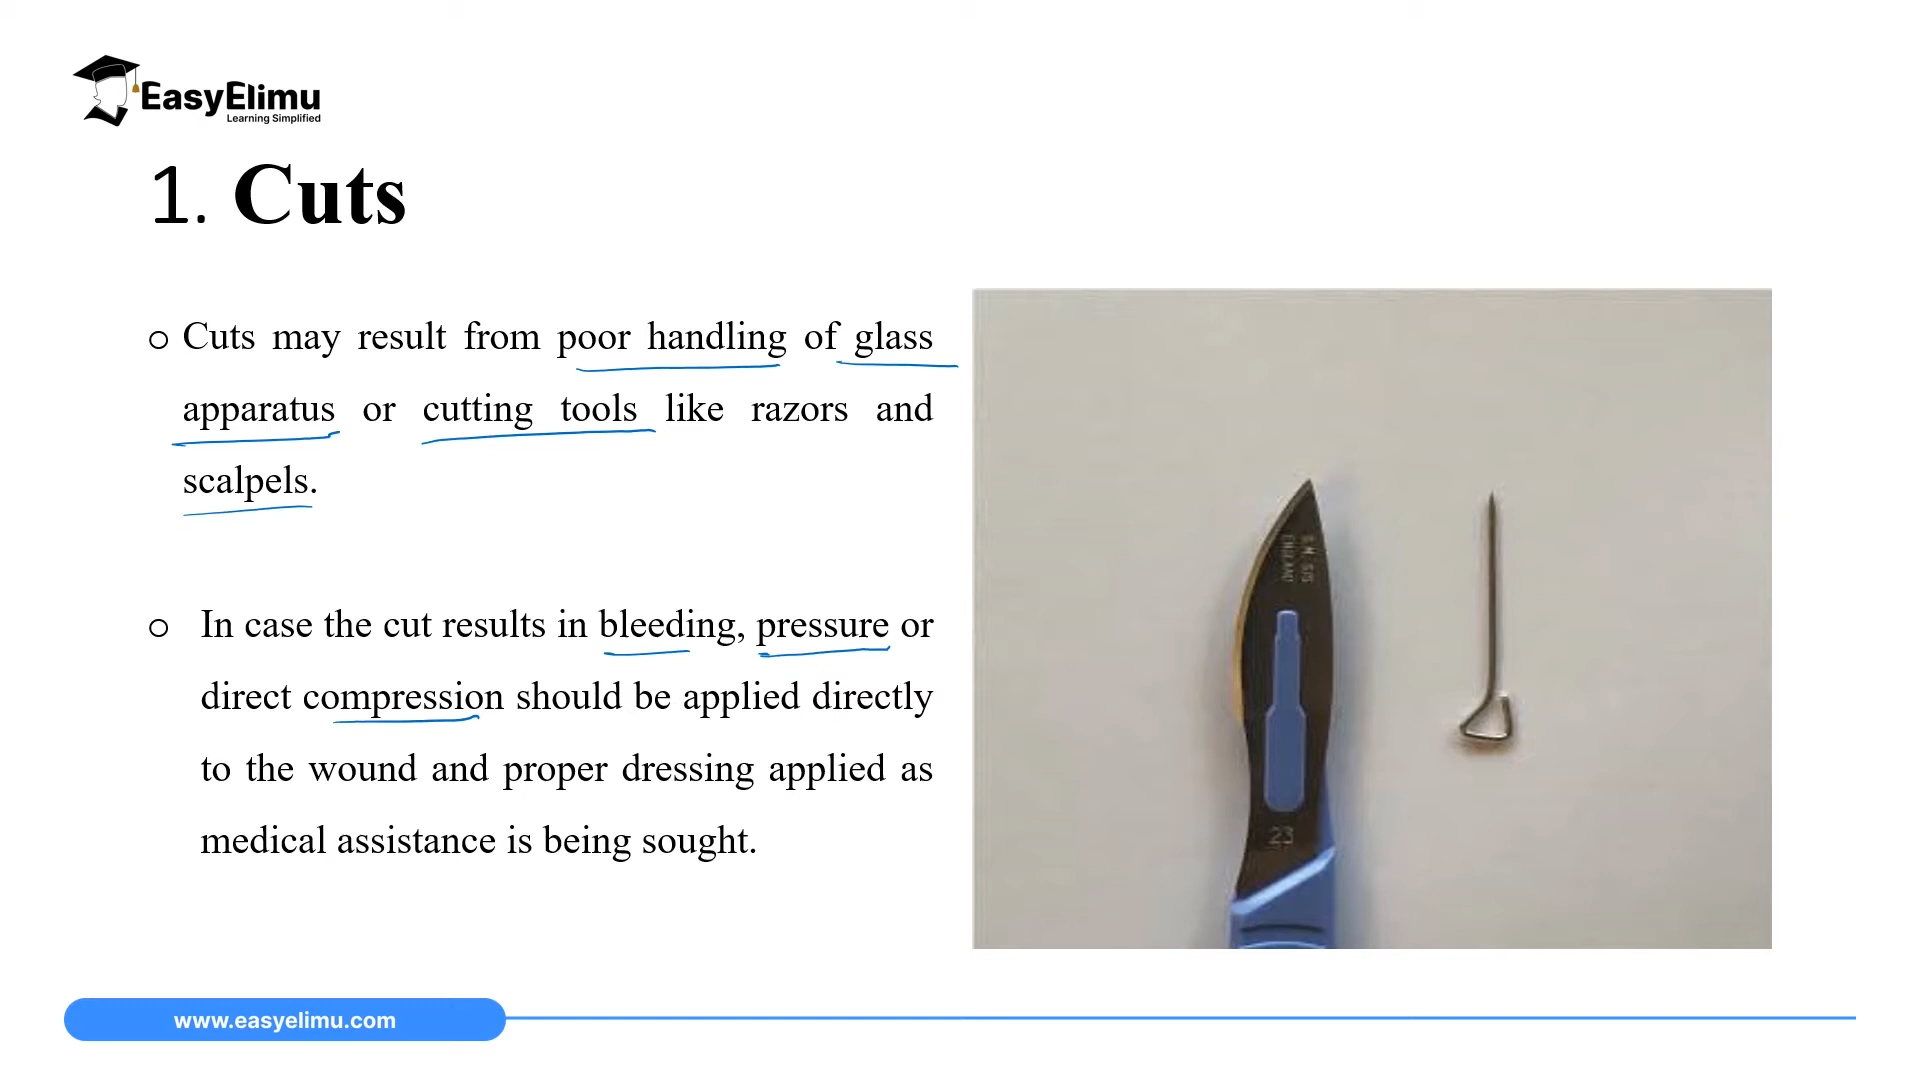 EasyElimu
Learning Simplified
1. Cuts
Cuts may result from poor handling of glass
apparatus or cutting tools like razors and
scalpels.
In case the cut results in bleeding, pressure or
direct compression should be applied directly
to the wound and proper dressing applied as
medical assistance is being sought.
S.M. S/S
ENGLAND
23
www.easyelimu.com